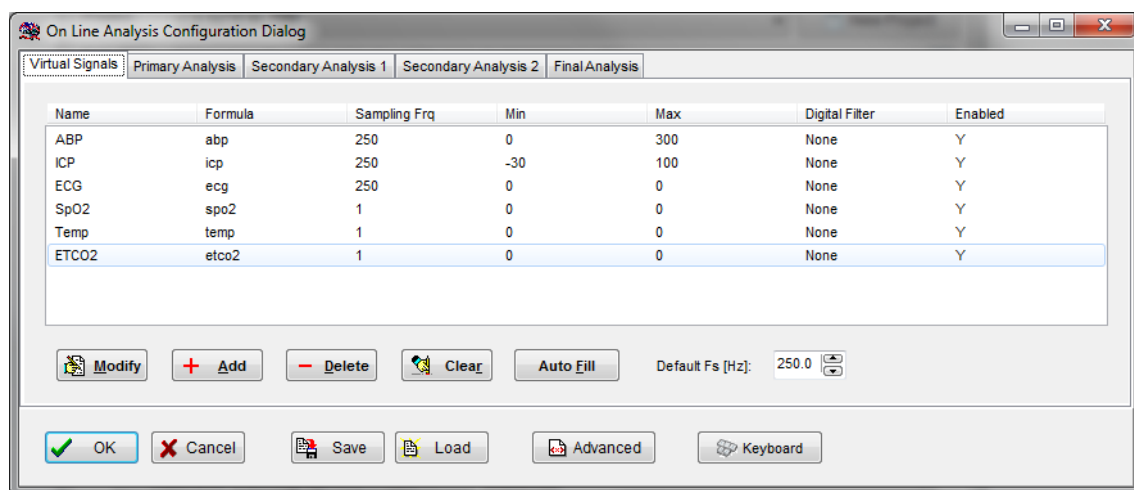 On Line Analysis Configuration Dialog
Virtual Signals Primary Analysis Secondary Analysis 1 Secondary Analysis 2 Final Analysis
Name Formula Sampling Frq Min Max Digital Filter Enabled
ABP abp 250 0 300 None Y
ICP icp 250 -30 100 None Y
ECG ecg 250 0 0 None Y
SpO2 spo2 1 0 0 None Y
Temp temp 1 0 0 None Y
ETCO2 etco2 1 0 0 None Y
Modify Add Delete Clear Auto Fill Default Fs [Hz]: 250.0
OK Cancel Save Load Advanced Keyboard